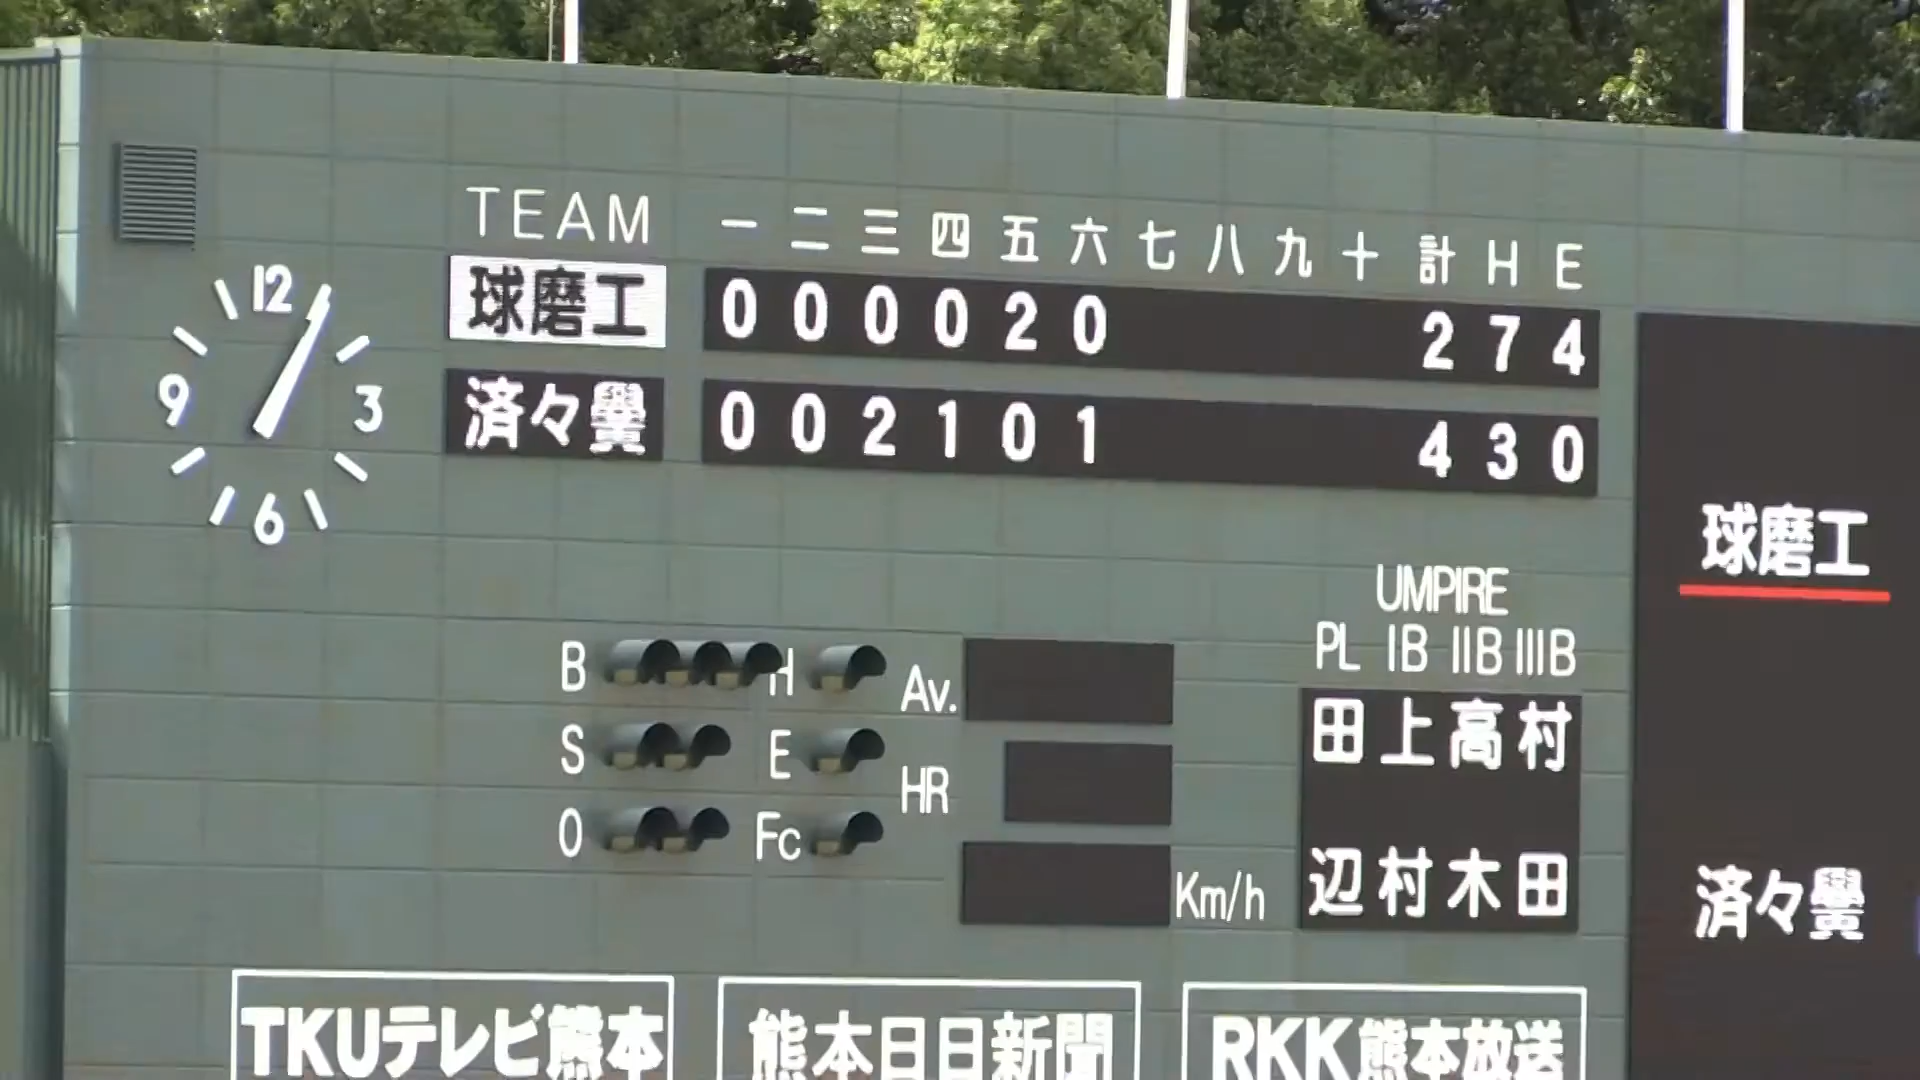 TEAM 一 二 三 四 五 六 七 八 九 十 計 H E
球磨工 0 0 0 0 2 0 2 7 4
済々黌 0 0 2 1 0 1 4 3 0
12
9 3
6
球磨工
UMPIRE
PL IB IIB IIIB
B H Av.
田 上 高 村
S E
HR
O Fc
辺 村 木 田
Km/h
済々黌
TKUテレビ熊本 熊本日日新聞 RKK熊本放送